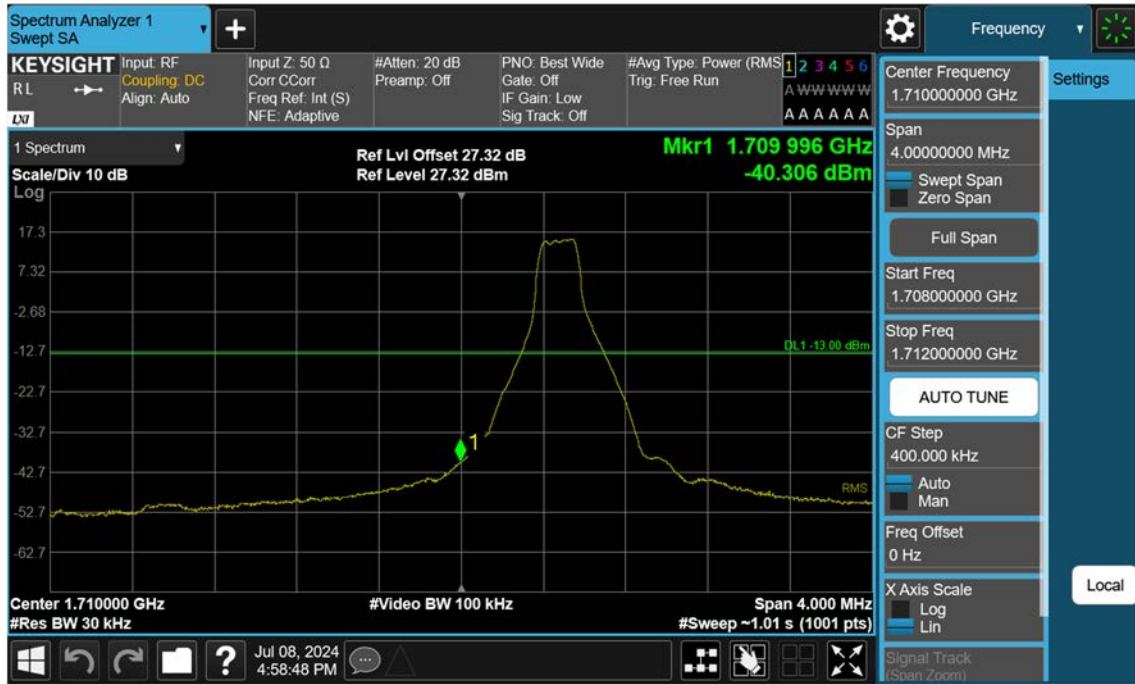 Spectrum Analyzer 1
Swept SA
Frequency
KEYSIGHT
R L
LXI
Input: RF
Coupling: DC
Align: Auto
Input Z: 50 Ω
Corr CCorr
Freq Ref: Int (S)
NFE: Adaptive
#Atten: 20 dB
Preamp: Off
PNO: Best Wide
Gate: Off
IF Gain: Low
Sig Track: Off
#Avg Type: Power (RMS
Trig: Free Run
1 2 3 4 5 6
A W W W W W
A A A A A A
1 Spectrum
Scale/Div 10 dB
Log
Ref Lvl Offset 27.32 dB
Ref Level 27.32 dBm
Mkr1 1.709 996 GHz
-40.306 dBm
17.3
7.32
-2.68
-12.7
-22.7
-32.7
-42.7
-52.7
-62.7
DL1 -13.00 dBm
1
RMS
Center 1.710000 GHz
#Video BW 100 kHz
Span 4.000 MHz
#Res BW 30 kHz
#Sweep ~1.01 s (1001 pts)
Center Frequency
1.710000000 GHz
Settings
Span
4.00000000 MHz
Swept Span
Zero Span
Full Span
Start Freq
1.708000000 GHz
Stop Freq
1.712000000 GHz
AUTO TUNE
CF Step
400.000 kHz
Auto
Man
Freq Offset
0 Hz
X Axis Scale
Log
Lin
Local
Signal Track
(Span Zoom)
?
Jul 08, 2024
4:58:48 PM